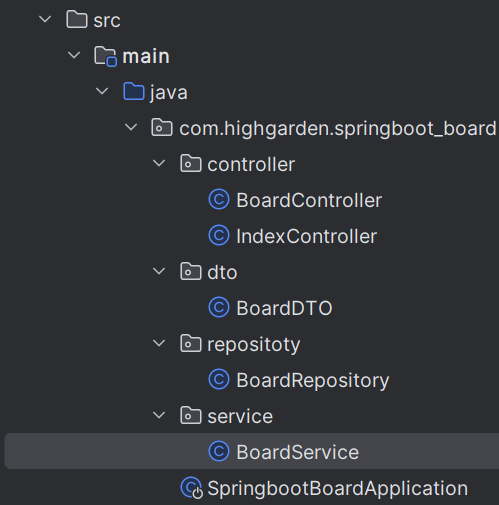 src
main
java
com.highgarden.springboot_board
controller
BoardController
IndexController
dto
BoardDTO
repositoty
BoardRepository
service
BoardService
SpringbootBoardApplication